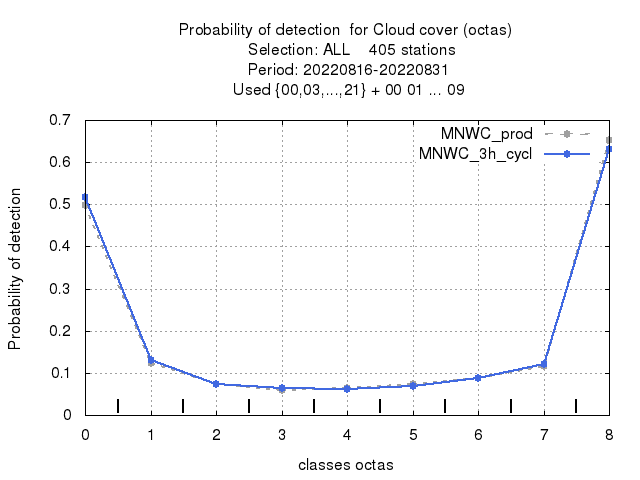 Probability of detection  for Cloud cover (octas)
Selection: ALL    405 stations
Period: 20220816-20220831
Used {00,03,...,21} + 00 01 ... 09
MNWC_prod
MNWC_3h_cycl
0.7
0.6
0.5
0.4
0.3
0.2
0.1
0
Probability of detection
0 1 2 3 4 5 6 7 8
classes octas